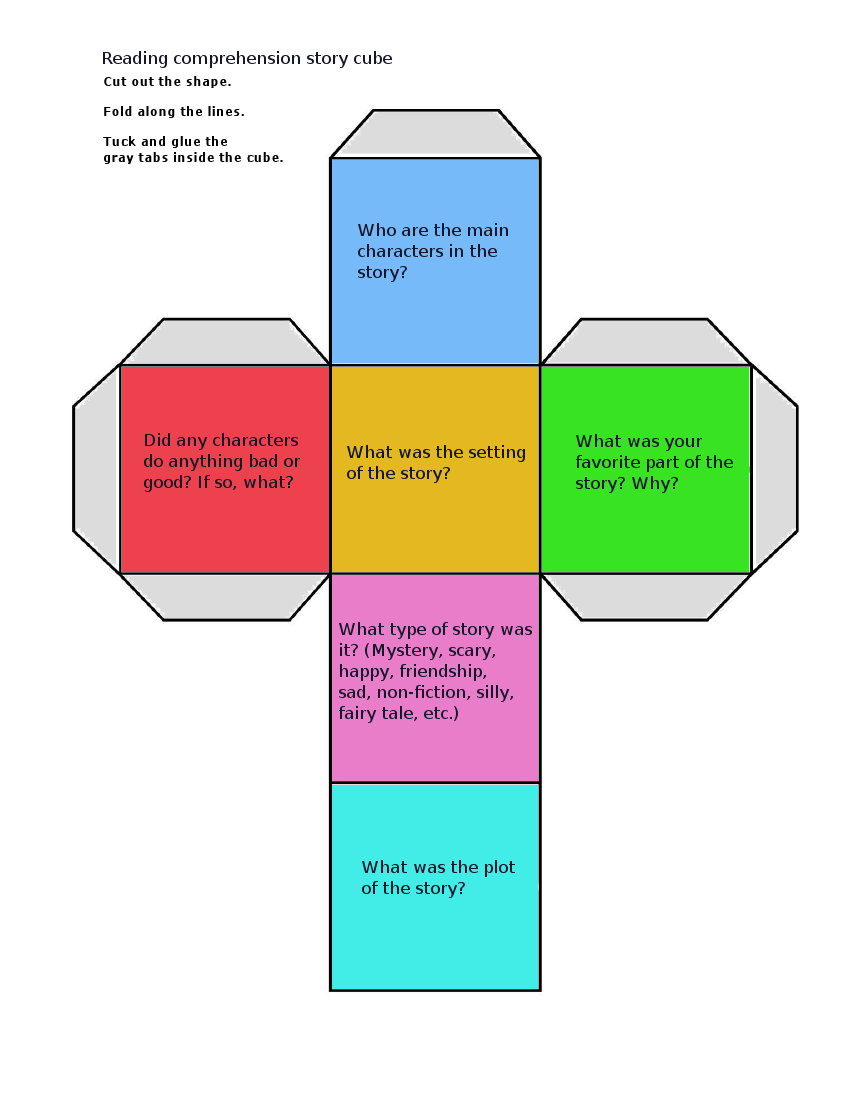 Reading comprehension story cube
Cut out the shape.
Fold along the lines.
Tuck and glue the
gray tabs inside the cube.
Who are the main
characters in the
story?
Did any characters
do anything bad or
good? If so, what?
What was the setting
of the story?
What was your
favorite part of the
story? Why?
What type of story was
it? (Mystery, scary,
happy, friendship,
sad, non-fiction, silly,
fairy tale, etc.)
What was the plot
of the story?